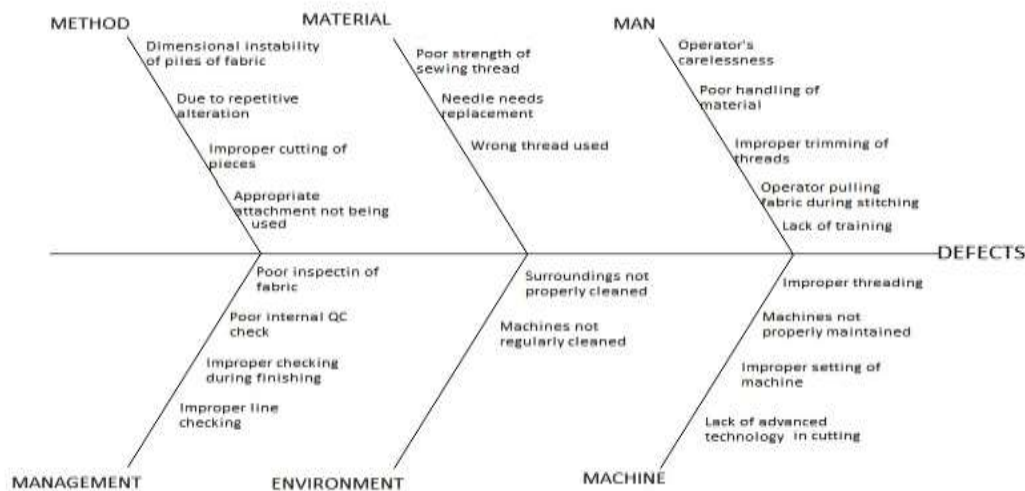 METHOD
Dimensional instability
of piles of fabric
Due to repetitive
alteration
Improper cutting of
pieces
Appropriate
attachment not being
used
MATERIAL
Poor strength of
sewing thread
Needle needs
replacement
Wrong thread used
MAN
Operator's
carelessness
Poor handling of
material
Improper trimming of
threads
Operator pulling
fabric during stitching
Lack of training
DEFECTS
Poor inspectin of
fabric
Poor internal QC
check
Improper checking
during finishing
Improper line
checking
MANAGEMENT
Surroundings not
properly cleaned
Machines not
regularly cleaned
ENVIRONMENT
Improper threading
Machines not
properly maintained
Improper setting of
machine
Lack of advanced
technology in cutting
MACHINE